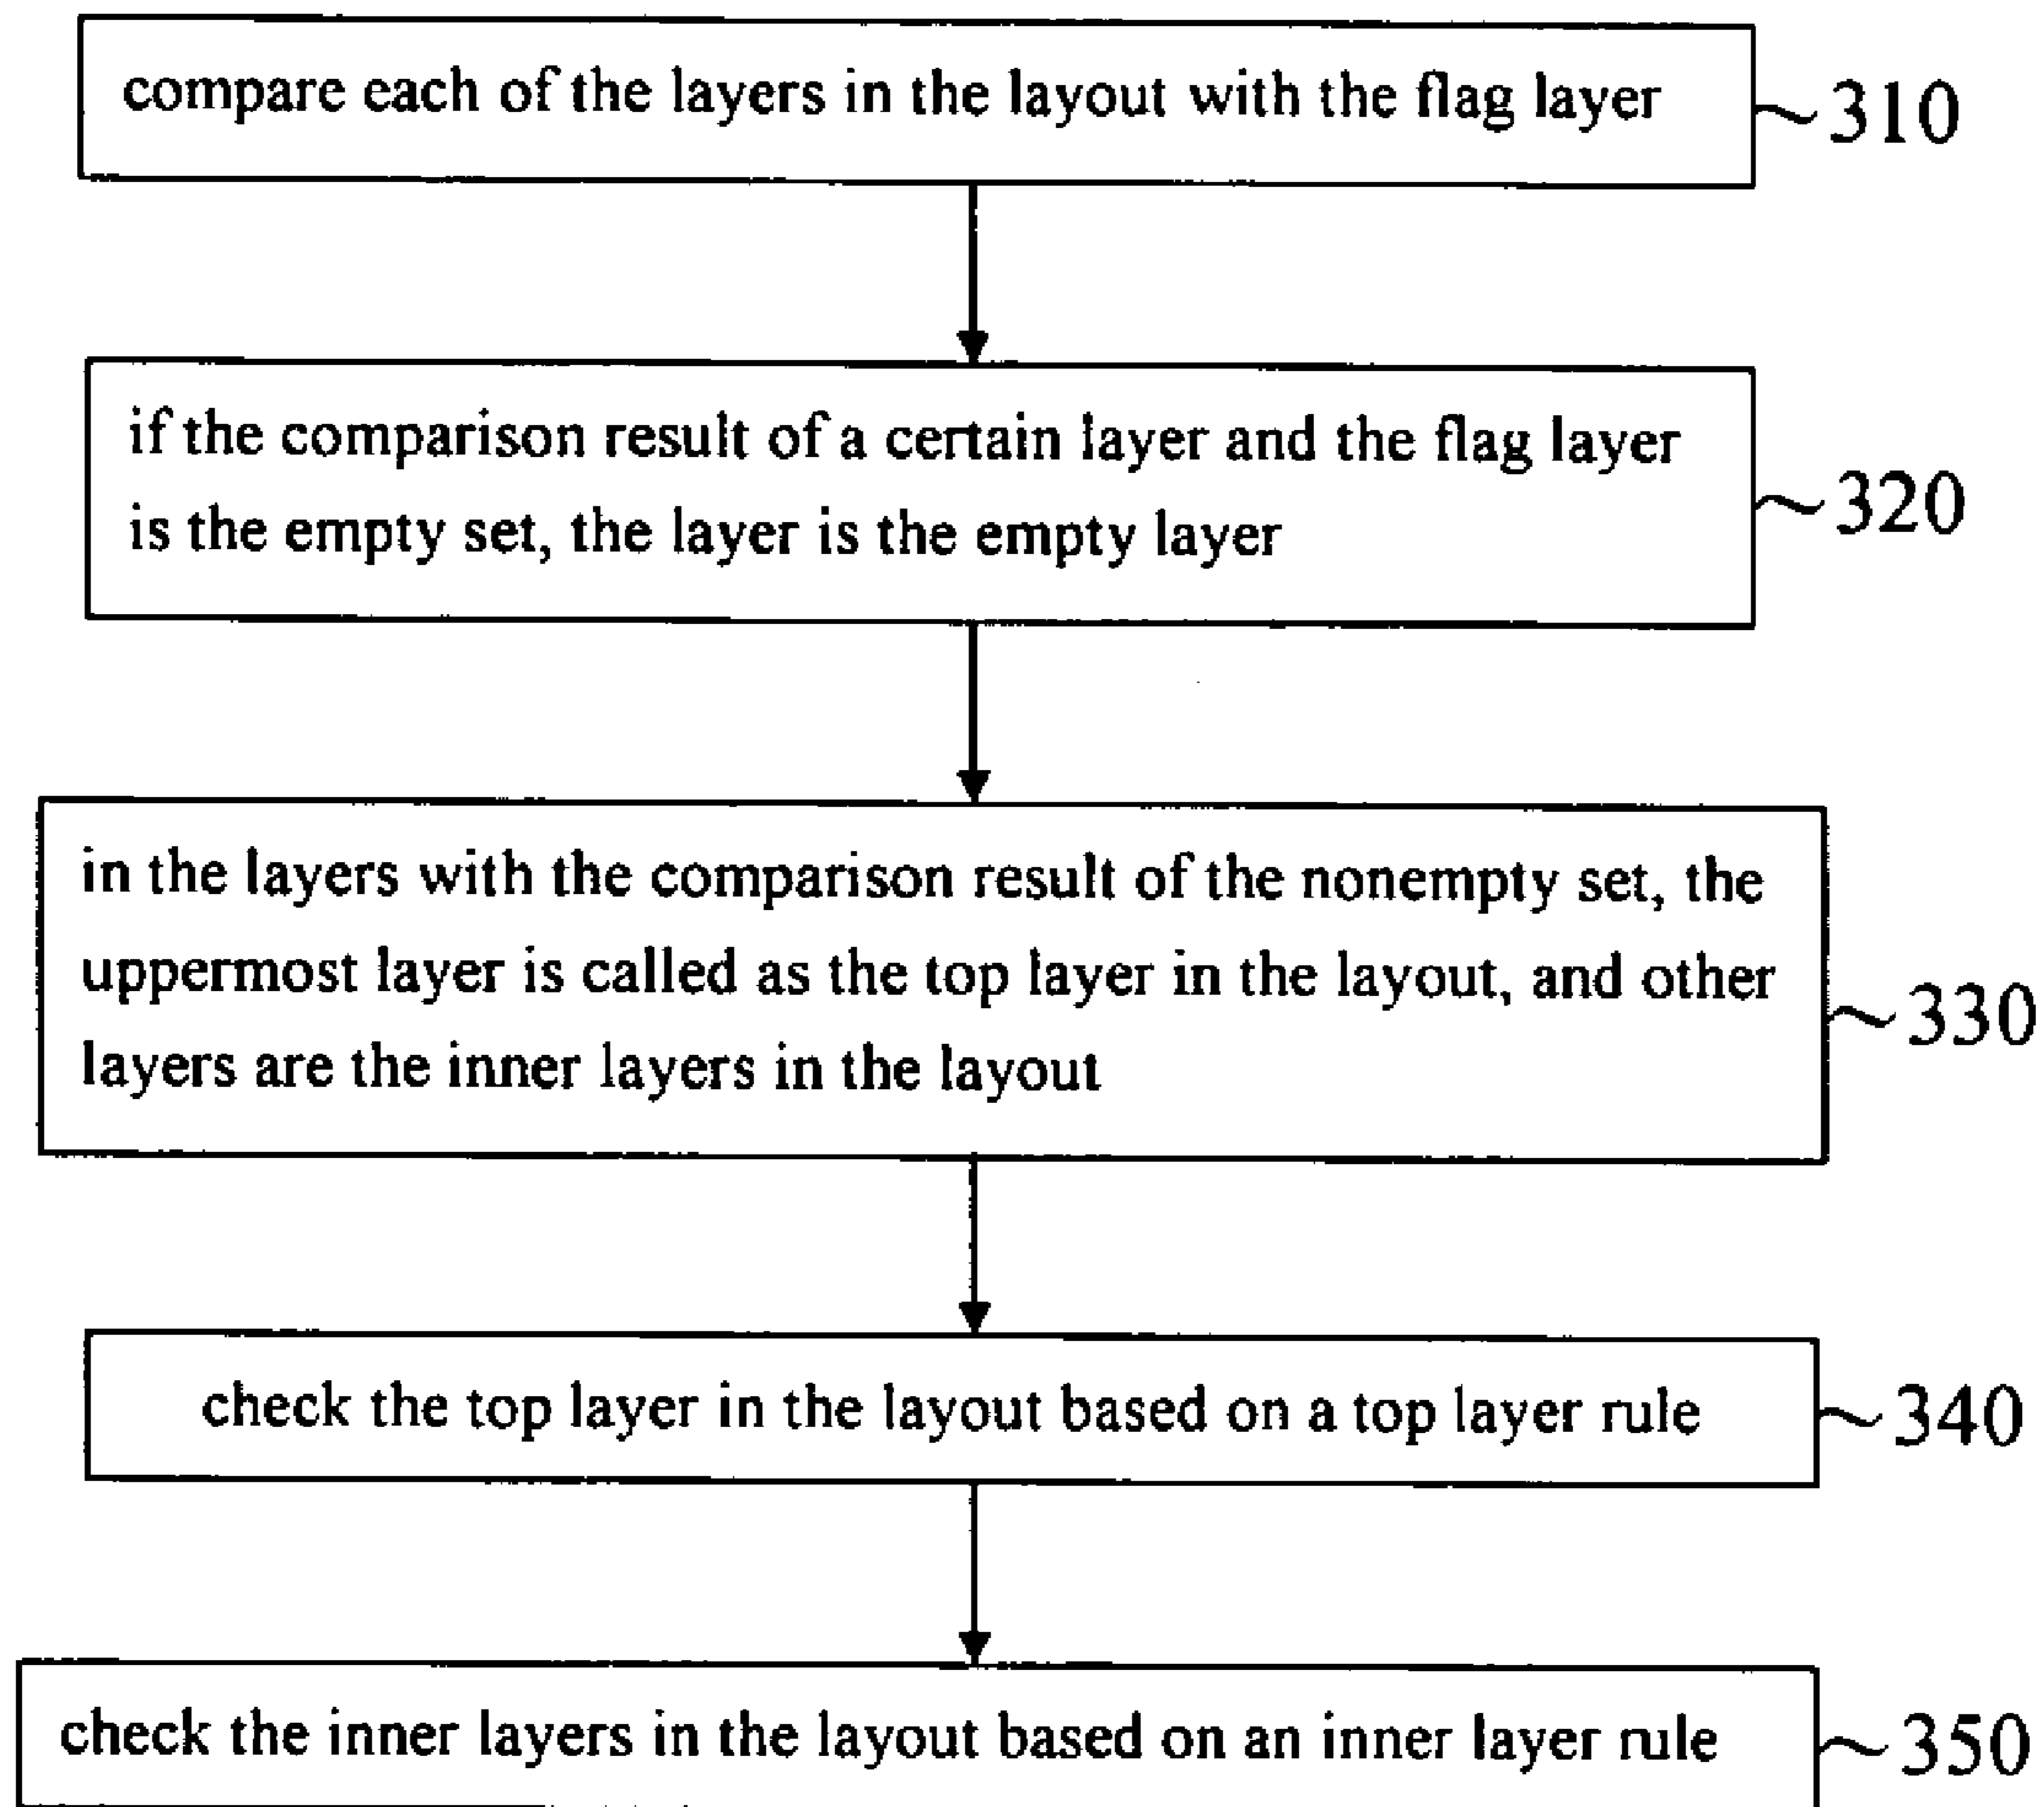 compare each of the layers in the layout with the flag layer
310
if the comparison result of a certain layer and the flag layer
is the empty set, the layer is the empty layer
320
in the layers with the comparison result of the nonempty set, the
uppermost layer is called as the top layer in the layout, and other
layers are the inner layers in the layout
330
check the top layer in the layout based on a top layer rule
340
check the inner layers in the layout based on an inner layer rule
350